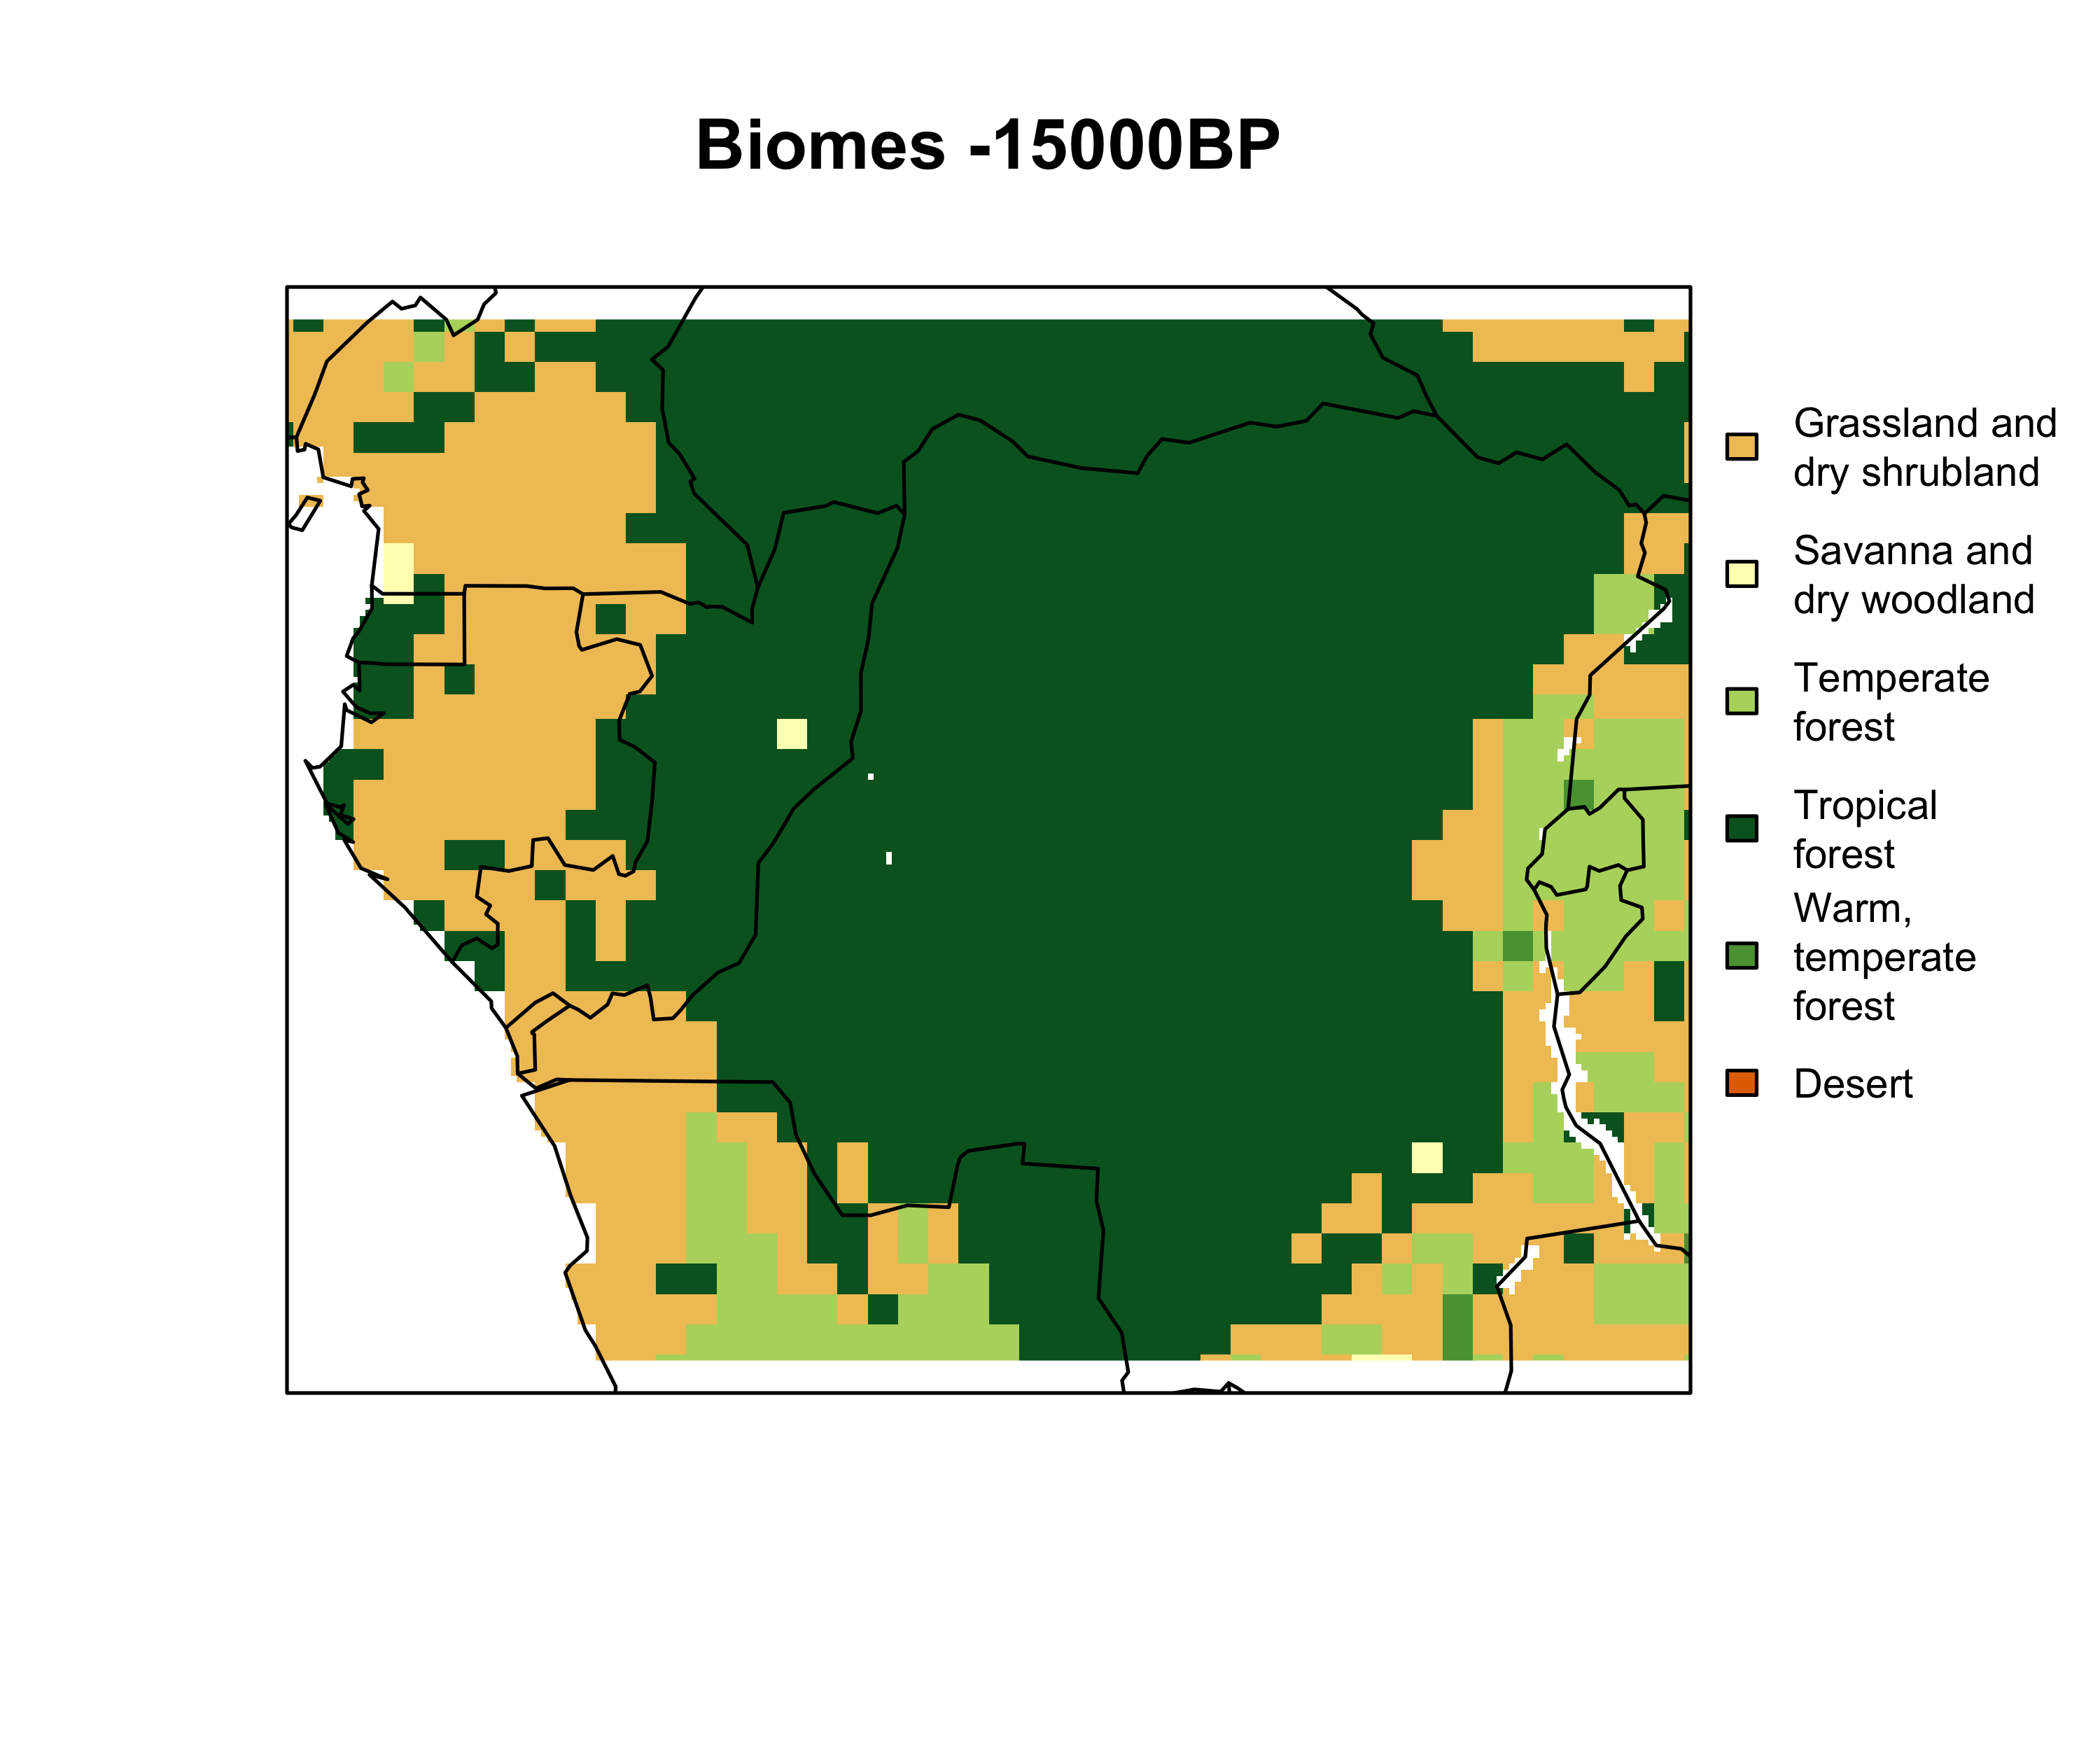 Biomes -15000BP
Grassland and
dry shrubland
Savanna and
dry woodland
Temperate
forest
Tropical
forest
Warm,
temperate
forest
Desert